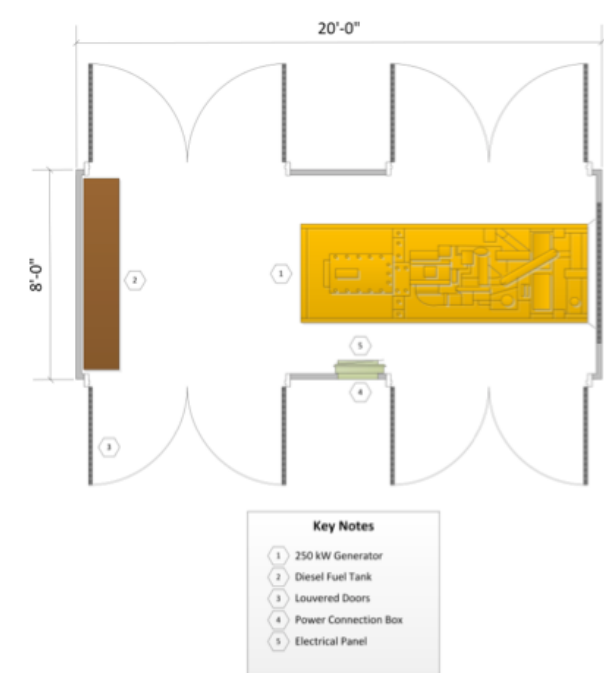 20'-0"
8'-0"
1
2
5
4
3
Key Notes
1 250 kW Generator
2 Diesel Fuel Tank
3 Louvered Doors
4 Power Connection Box
5 Electrical Panel